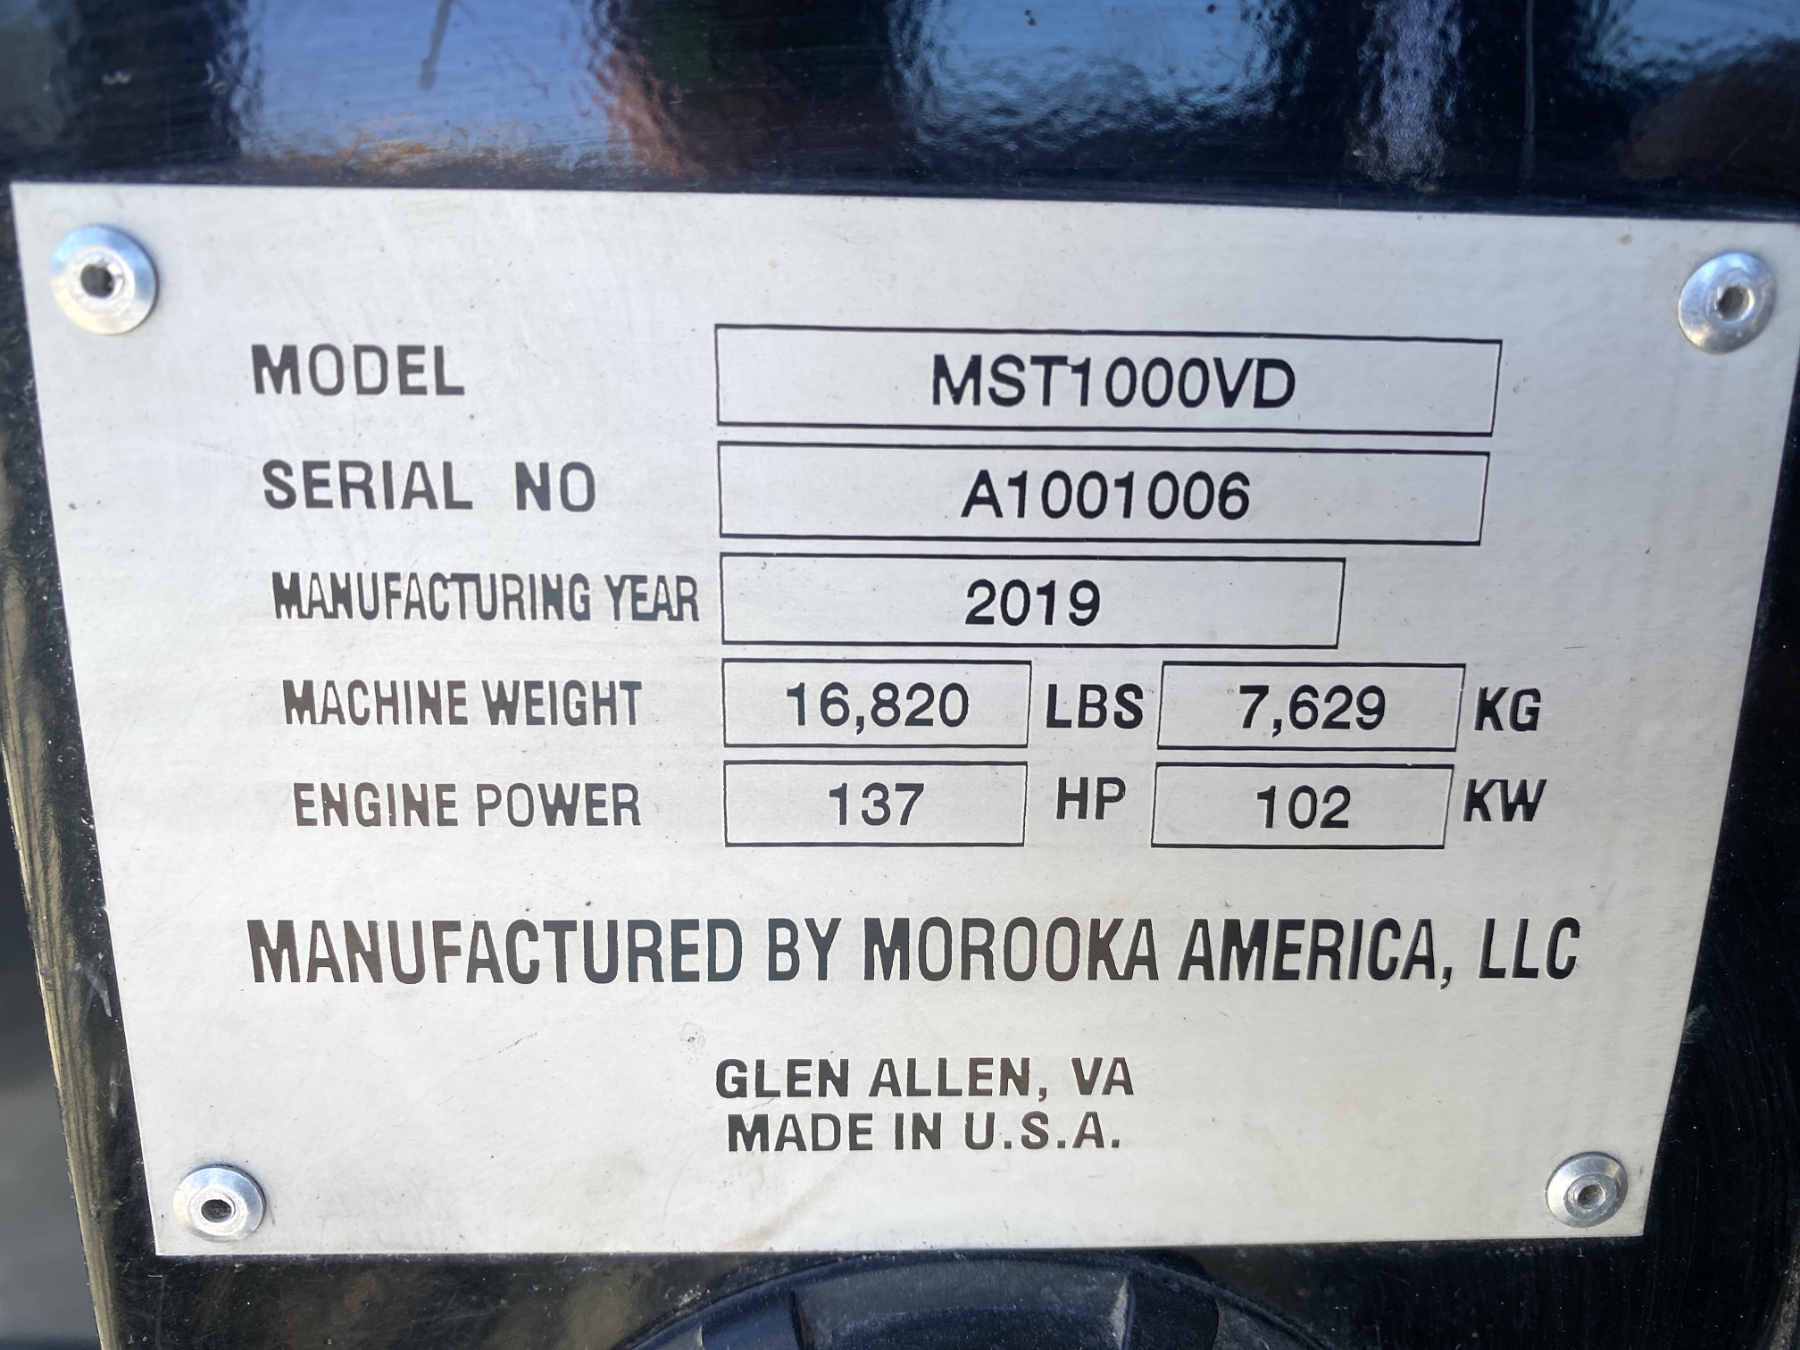 MODEL MST1000VD
SERIAL NO A1001006
MANUFACTURING YEAR 2019
MACHINE WEIGHT 16,820 LBS 7,629 KG
ENGINE POWER 137 HP 102 KW
MANUFACTURED BY MOROOKA AMERICA, LLC
GLEN ALLEN, VA
MADE IN U.S.A.